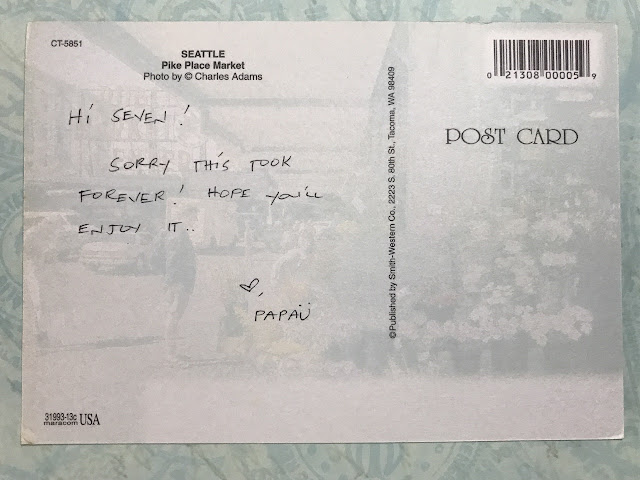 CT-5851
SEATTLE
Pike Place Market
Photo by © Charles Adams
Hi SEVEN!
SORRY THiS TOOK
FOREVER! HOPE YOU'LL
ENJOY IT..
♡,
PAPAÜ
31993-13c
maracom USA
© Published by Smith-Western Co., 2223 S. 80th St., Tacoma, WA 98409
0 21308 00005 9
POST CARD